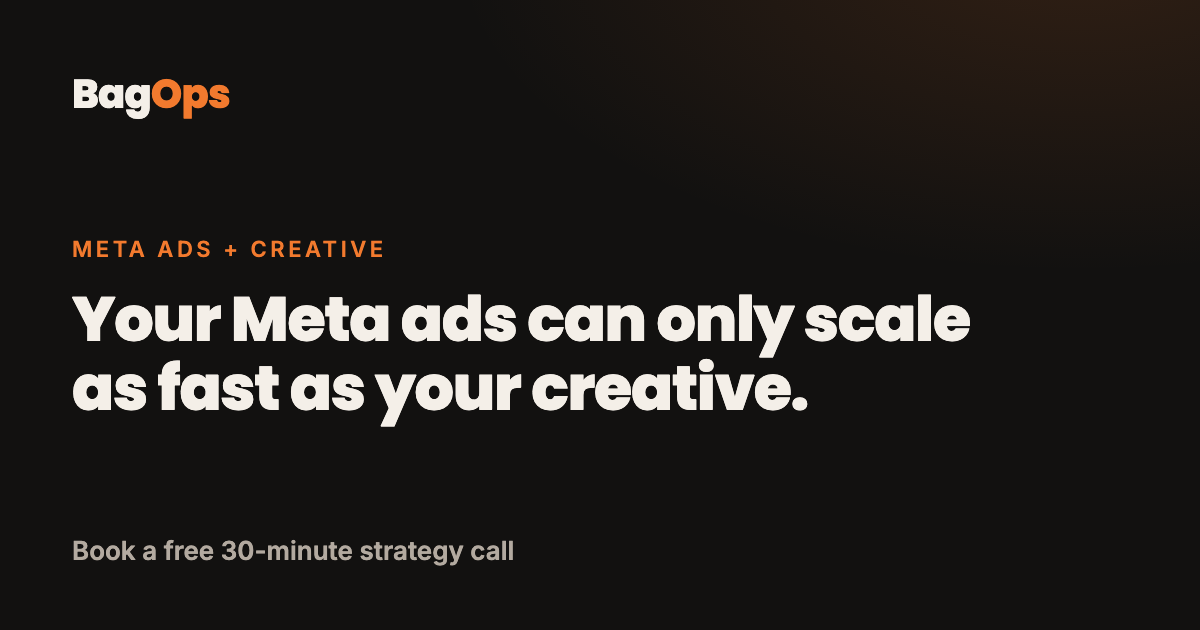 BagOps
META ADS + CREATIVE
Your Meta ads can only scale
as fast as your creative.
Book a free 30-minute strategy call